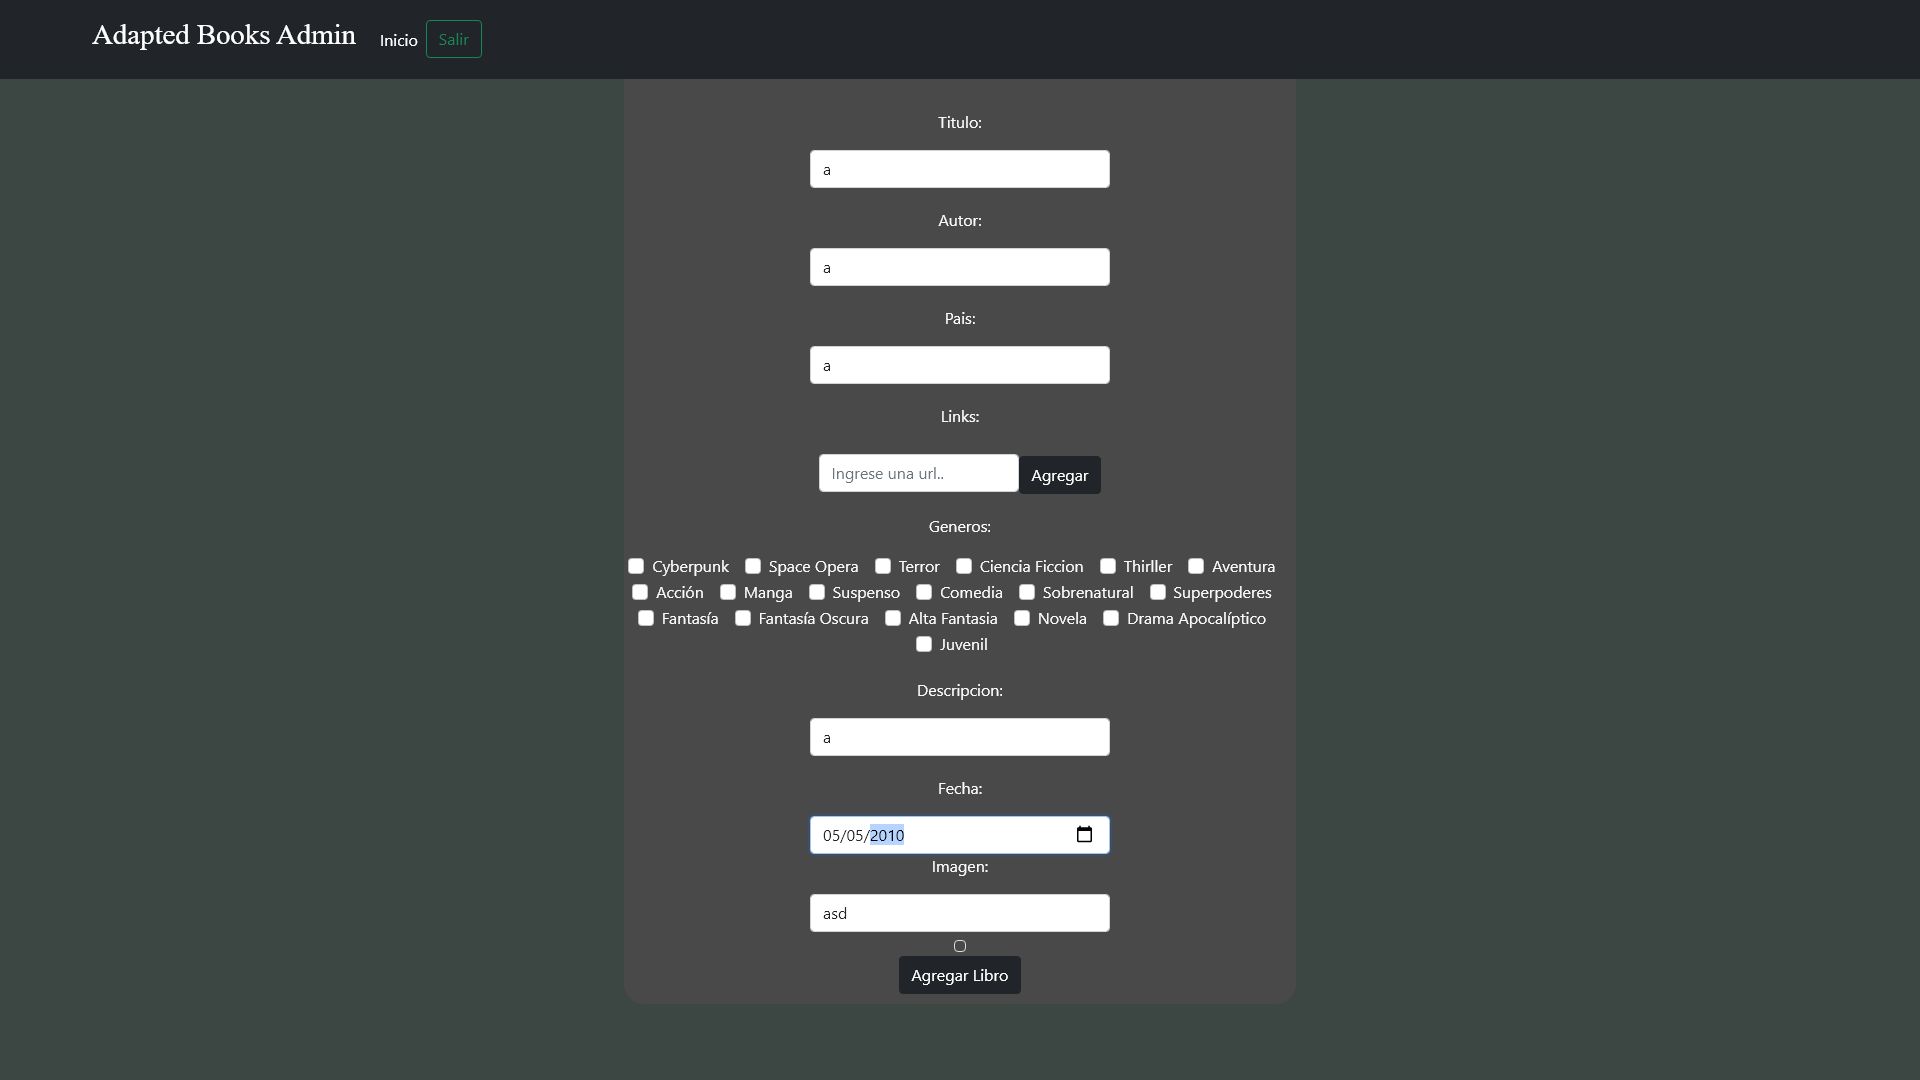 Adapted Books Admin Inicio Salir
Titulo:
a
Autor:
a
Pais:
a
Links:
Ingrese una url.. Agregar
Generos:
Cyberpunk Space Opera Terror Ciencia Ficcion Thirller Aventura
Acción Manga Suspenso Comedia Sobrenatural Superpoderes
Fantasía Fantasía Oscura Alta Fantasia Novela Drama Apocalíptico
Juvenil
Descripcion:
a
Fecha:
05/05/2010
Imagen:
asd
Agregar Libro